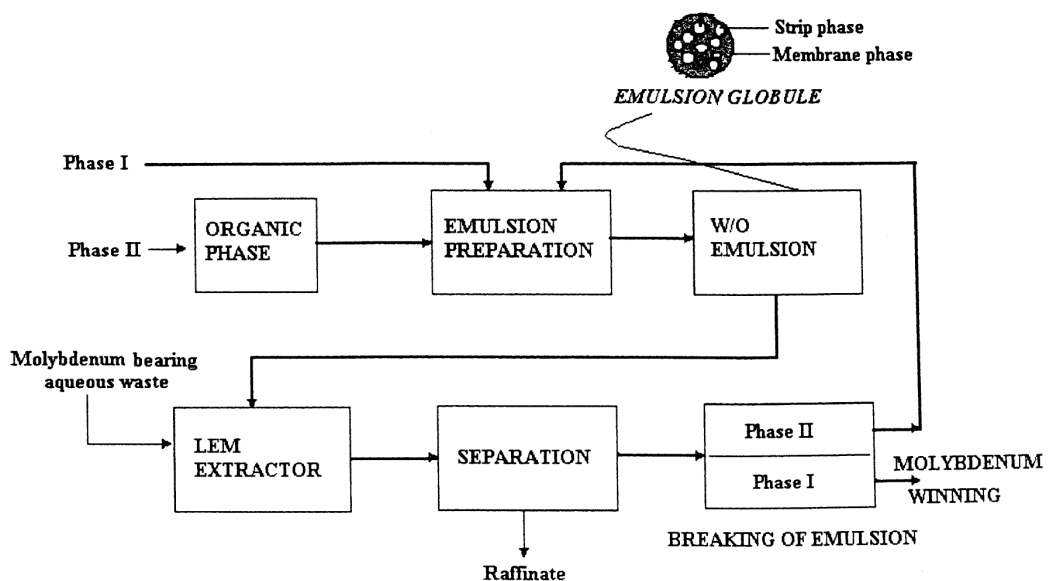 Strip phase
Membrane phase
EMULSION GLOBULE
Phase I
Phase II
ORGANIC
PHASE
EMULSION
PREPARATION
W/O
EMULSION
Molybdenum bearing
aqueous waste
LEM
EXTRACTOR
SEPARATION
Phase II
Phase I
MOLYBDENUM
WINNING
BREAKING OF EMULSION
Raffinate